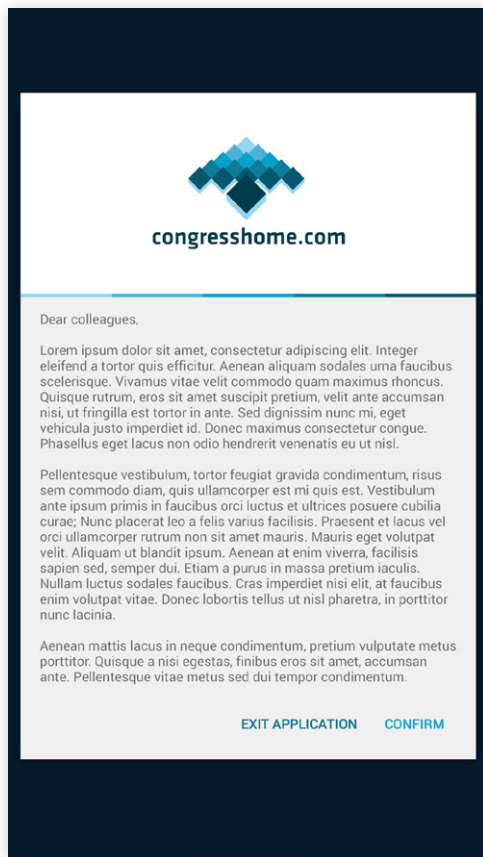 congresshome.com
Dear colleagues,
Lorem ipsum dolor sit amet, consectetur adipiscing elit. Integer
eleifend a tortor quis efficitur. Aenean aliquam sodales urna faucibus
scelerisque. Vivamus vitae velit commodo quam maximus rhoncus.
Quisque rutrum, eros sit amet suscipit pretium, velit ante accumsan
nisi, ut fringilla est tortor in ante. Sed dignissim nunc mi, eget
vehicula justo imperdiet id. Donec maximus consectetur congue.
Phasellus eget lacus non odio hendrerit venenatis eu ut nisl.
Pellentesque vestibulum, tortor feugiat gravida condimentum, risus
sem commodo diam, quis ullamcorper est mi quis est. Vestibulum
ante ipsum primis in faucibus orci luctus et ultrices posuere cubilia
curae; Nunc placerat leo a felis varius facilisis. Praesent et lacus vel
orci ullamcorper rutrum non sit amet mauris. Mauris eget volutpat
velit. Aliquam ut blandit ipsum. Aenean at enim viverra, facilisis
sapien sed, semper dui. Etiam a purus in massa pretium iaculis.
Nullam luctus sodales faucibus. Cras imperdiet nisi elit, at faucibus
enim volutpat vitae. Donec lobortis tellus ut nisl pharetra, in porttitor
nunc lacinia.
Aenean mattis lacus in neque condimentum, pretium vulputate metus
porttitor. Quisque a nisi egestas, finibus eros sit amet, accumsan
ante. Pellentesque vitae metus sed dui tempor condimentum.
EXIT APPLICATION CONFIRM